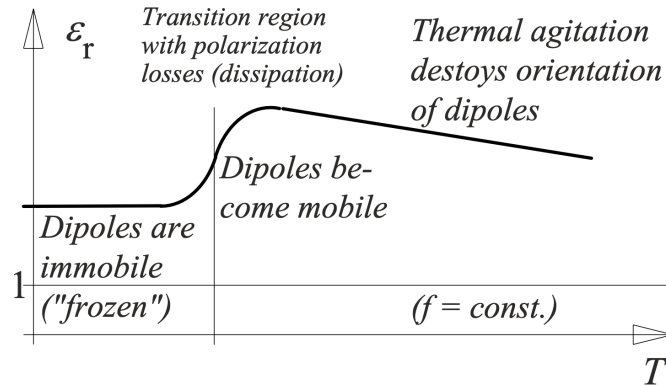 εr
Transition region
with polarization
losses (dissipation)
Thermal agitation
destoys orientation
of dipoles
Dipoles be-
come mobile
Dipoles are
immobile
("frozen")
1
(f = const.)
T